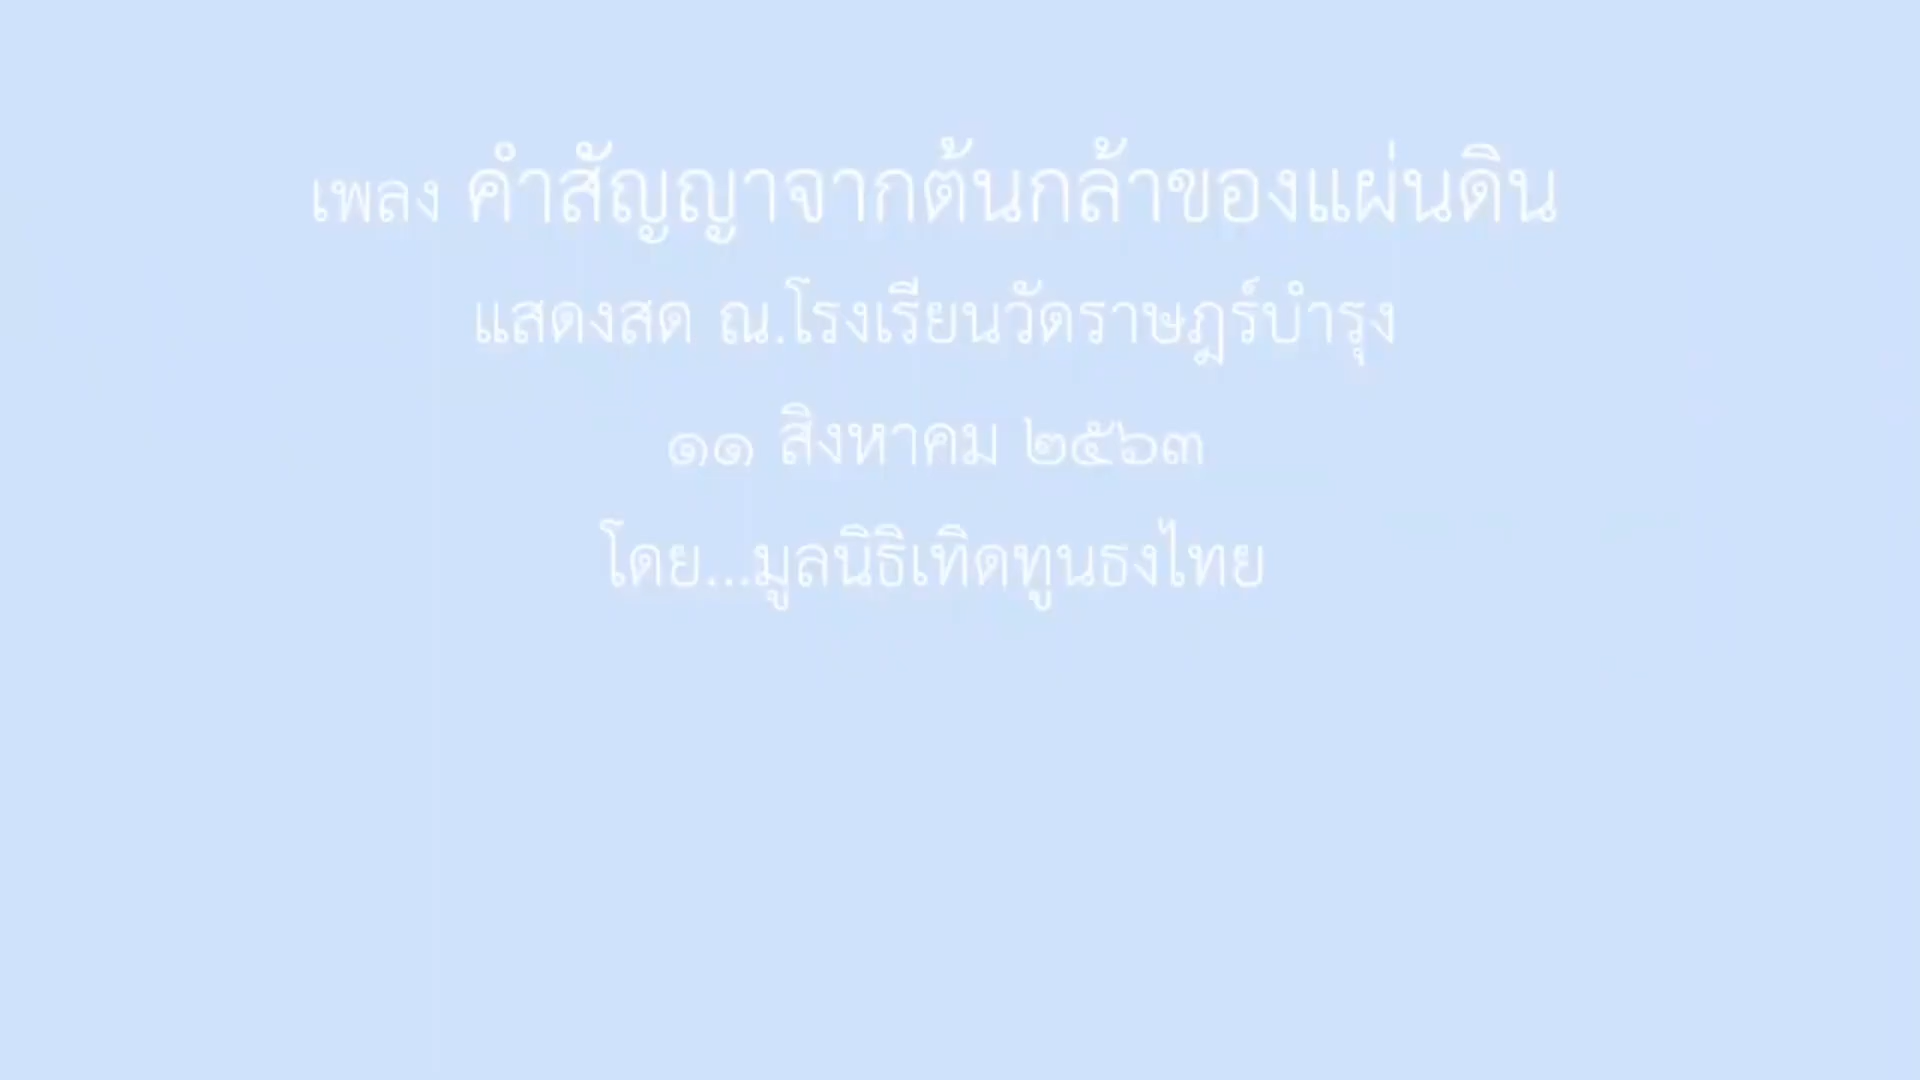 เพลง คำสัญญาจากต้นกล้าของแผ่นดิน
แสดงสด ณ.โรงเรียนวัดราษฎร์บำรุง
๑๑ สิงหาคม ๒๕๖๓
โดย...มูลนิธิเทิดทูนธงไทย